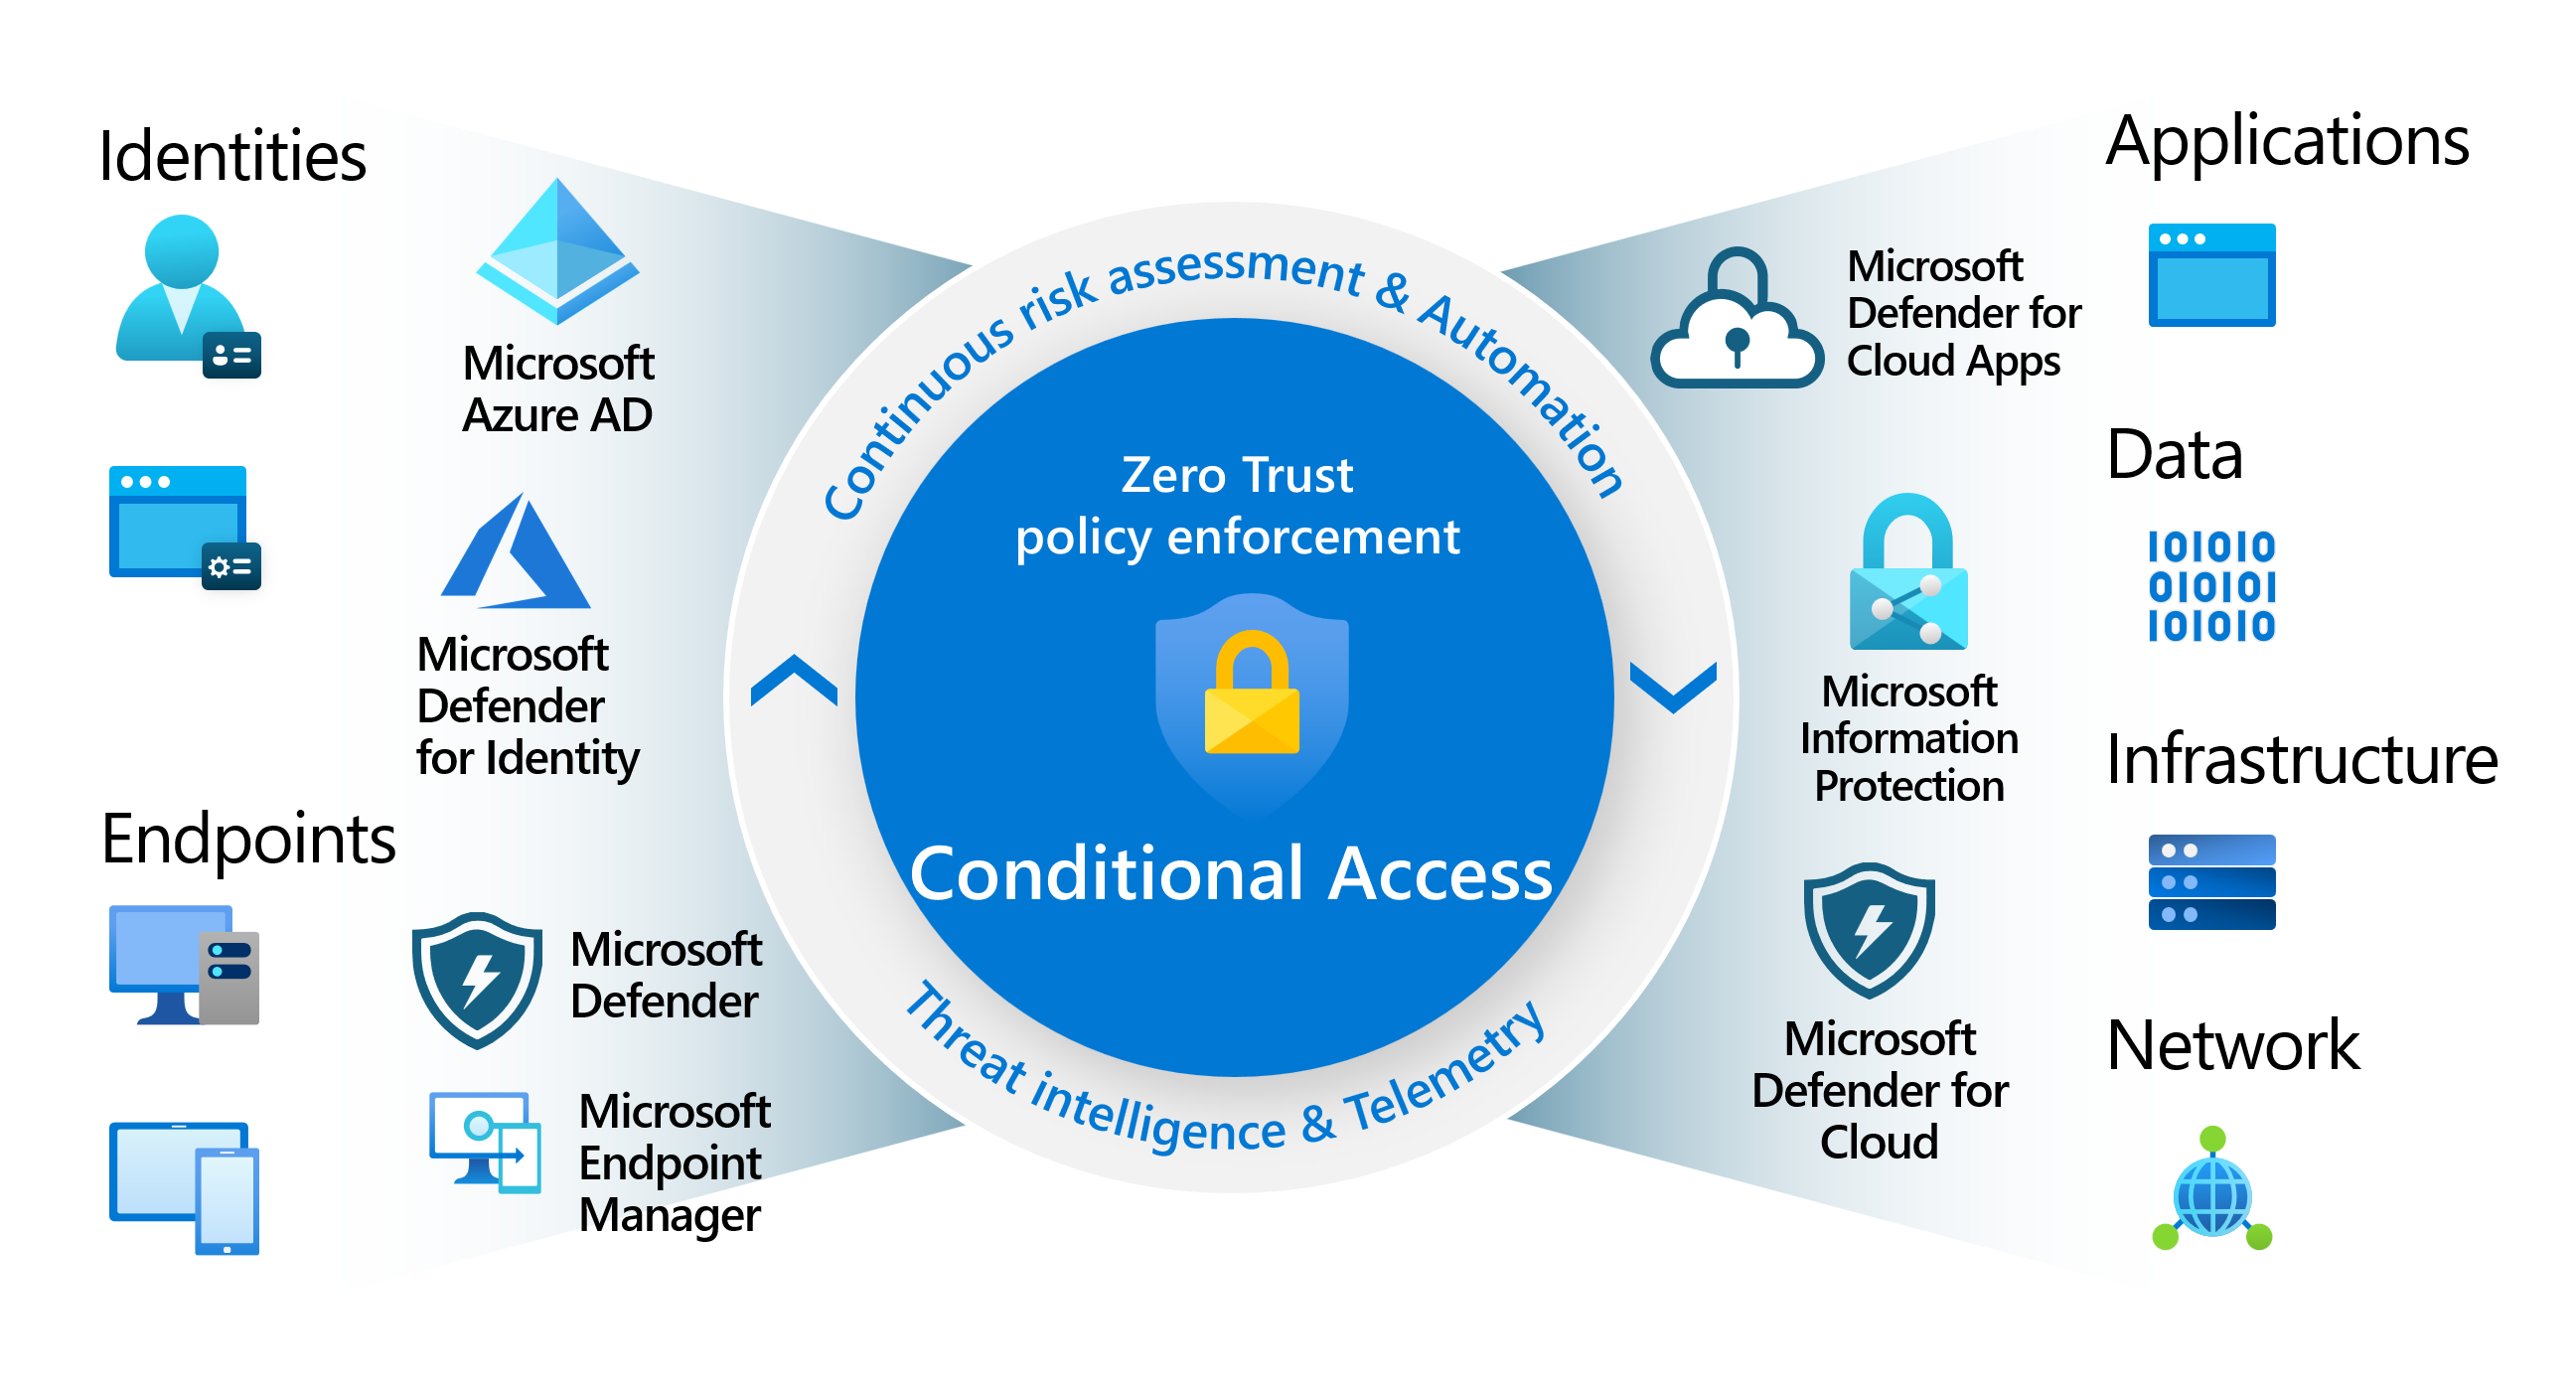 Identities
Microsoft
Azure AD
Microsoft
Defender
for Identity
Endpoints
Microsoft
Defender
Microsoft
Endpoint
Manager
Continuous risk assessment & Automation
Zero Trust
policy enforcement
Conditional Access
Threat intelligence & Telemetry
Microsoft
Defender for
Cloud Apps
Microsoft
Information
Protection
Microsoft
Defender for
Cloud
Applications
Data
101010
010101
101010
Infrastructure
Network